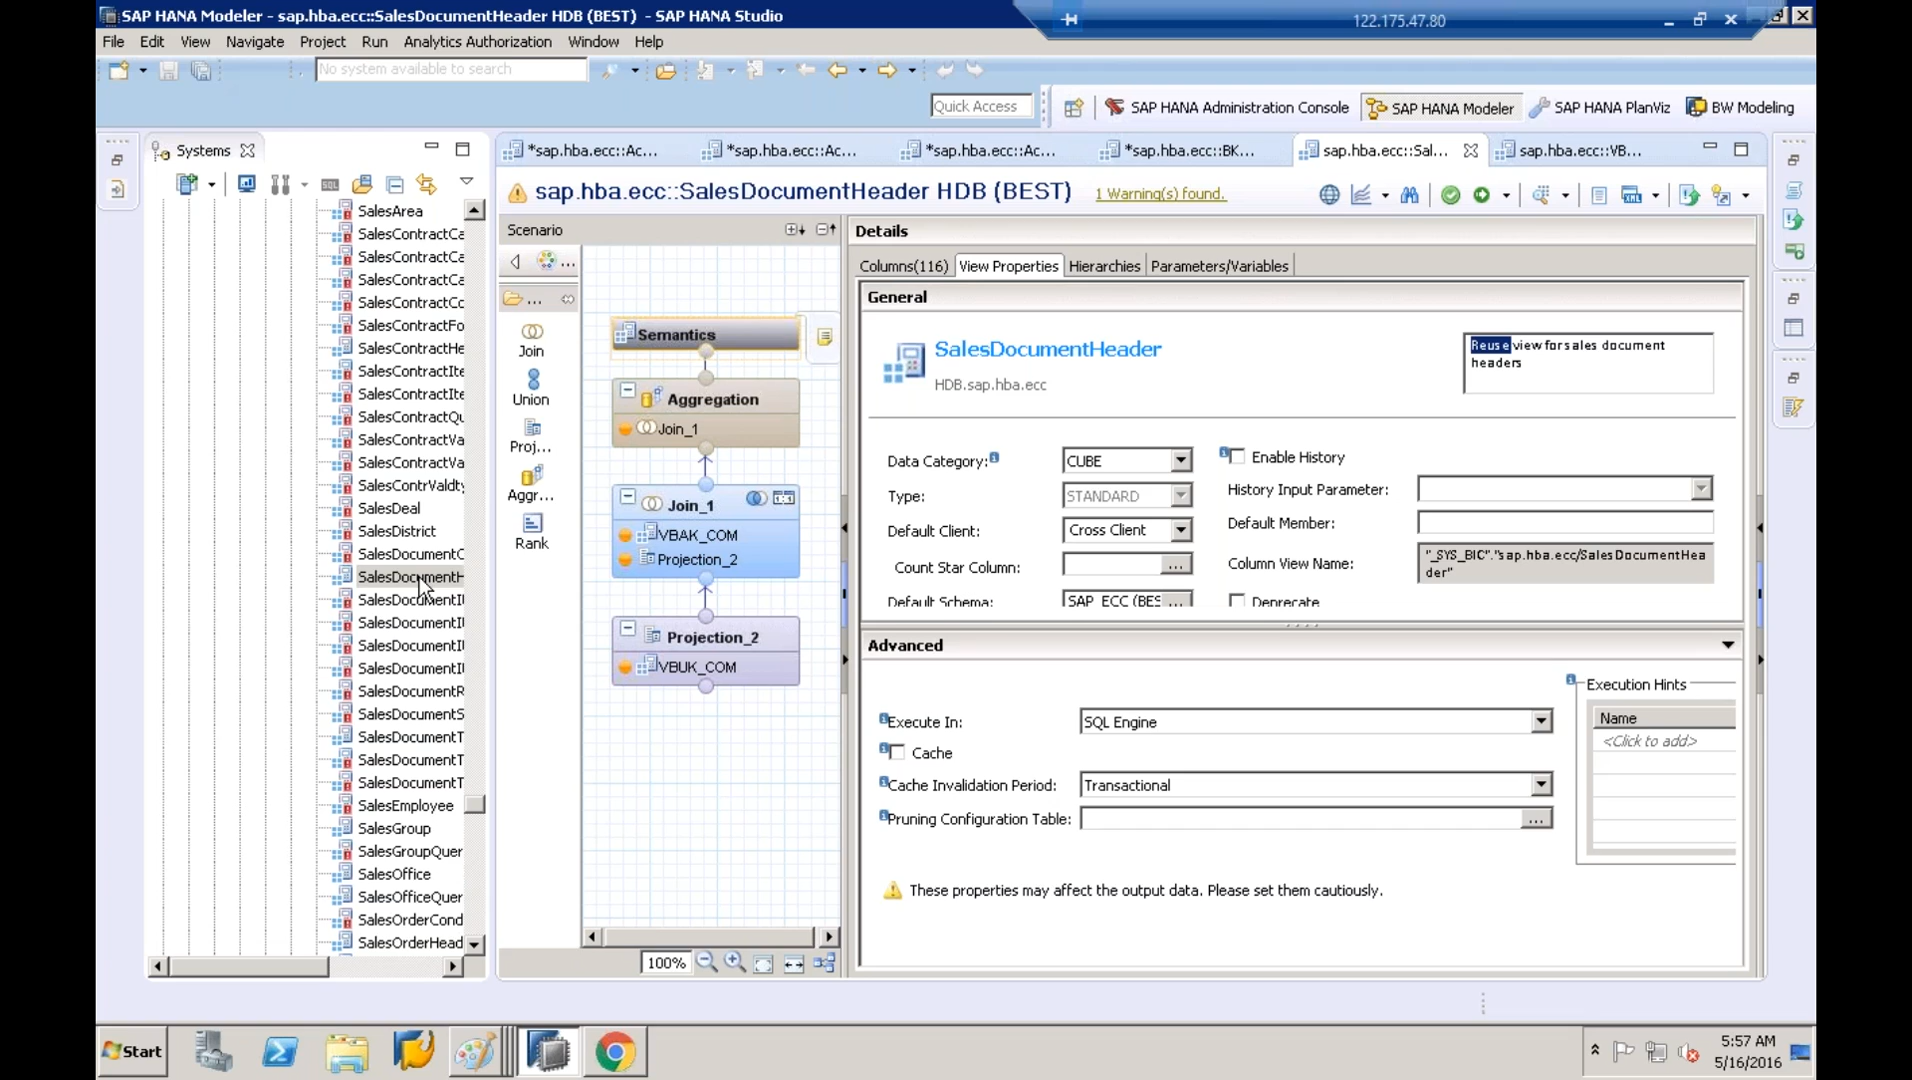 SAP HANA Modeler - sap.hba.ecc::SalesDocumentHeader HDB (BEST) - SAP HANA Studio
122.175.47.80
File Edit View Navigate Project Run Analytics Authorization Window Help
No system available to search
Quick Access
SAP HANA Administration Console
SAP HANA Modeler
SAP HANA PlanViz
BW Modeling
Systems
SQL
SalesArea
SalesContractCa
SalesContractCa
SalesContractCa
SalesContractCo
SalesContractFo
SalesContractHe
SalesContractIte
SalesContractIte
SalesContractQu
SalesContractVa
SalesContractVa
SalesContrValdty
SalesDeal
SalesDistrict
SalesDocumentC
SalesDocumentH
SalesDocumentIt
SalesDocumentIt
SalesDocumentIt
SalesDocumentIt
SalesDocumentR
SalesDocumentS
SalesDocumentT
SalesDocumentT
SalesDocumentT
SalesEmployee
SalesGroup
SalesGroupQuer
SalesOffice
SalesOfficeQuer
SalesOrderCond
SalesOrderHead
*sap.hba.ecc::Ac...
*sap.hba.ecc::Ac...
*sap.hba.ecc::Ac...
*sap.hba.ecc::BK...
sap.hba.ecc::Sal...
sap.hba.ecc::VB...
sap.hba.ecc::SalesDocumentHeader HDB (BEST)
1 Warning(s) found.
Scenario
...
...
Join
Union
Proj...
Aggr...
Rank
Semantics
Aggregation
Join_1
Join_1
VBAK_COM
Projection_2
Projection_2
VBUK_COM
100%
Details
Columns(116) View Properties Hierarchies Parameters/Variables
General
SalesDocumentHeader
HDB.sap.hba.ecc
Reuse view for sales document
headers
Data Category:
CUBE
Enable History
Type:
STANDARD
History Input Parameter:
Default Client:
Cross Client
Default Member:
Count Star Column:
...
Column View Name:
"_SYS_BIC"."sap.hba.ecc/SalesDocumentHea
der"
Default Schema:
SAP_ECC (BES
...
Deprecate
Advanced
Execute In:
SQL Engine
Cache
Cache Invalidation Period:
Transactional
Pruning Configuration Table:
...
Execution Hints
Name
<Click to add>
These properties may affect the output data. Please set them cautiously.
Start
5:57 AM
5/16/2016